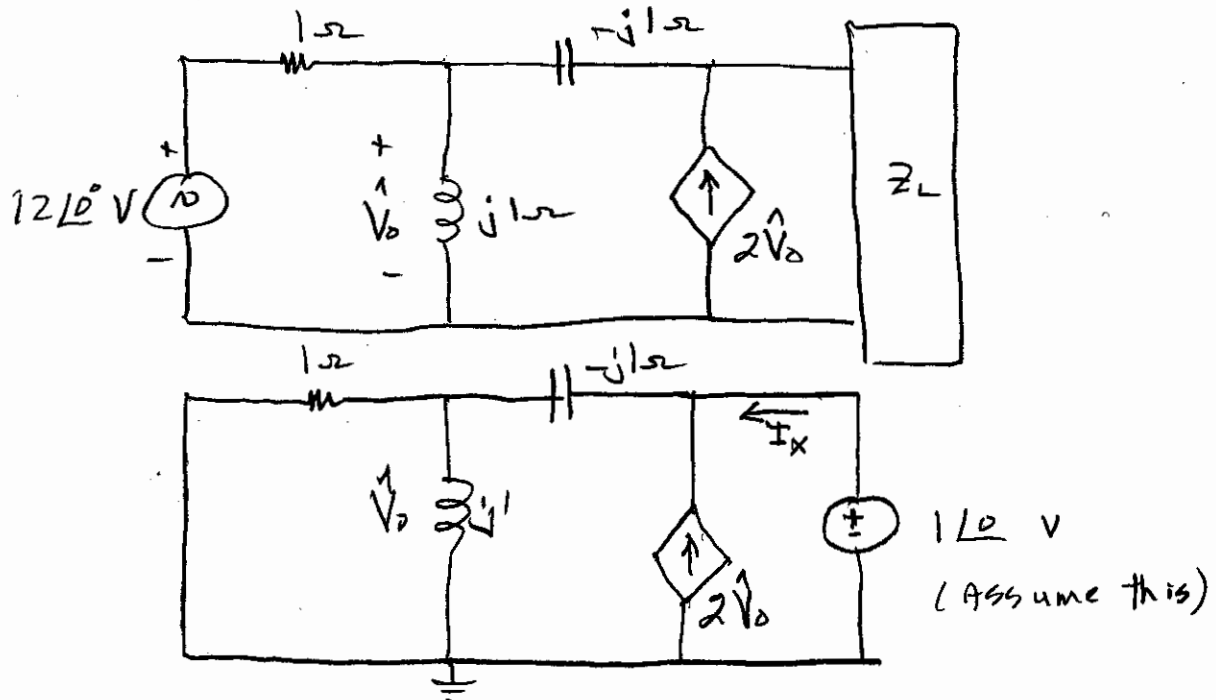 1Ω
-j1Ω
+
12∠0° V
-
+
V̂o
-
j1Ω
2V̂o
ZL
1Ω
-j1Ω
Ix
V̂o
j1
2V̂o
+
-
1∠0 V
(Assume this)